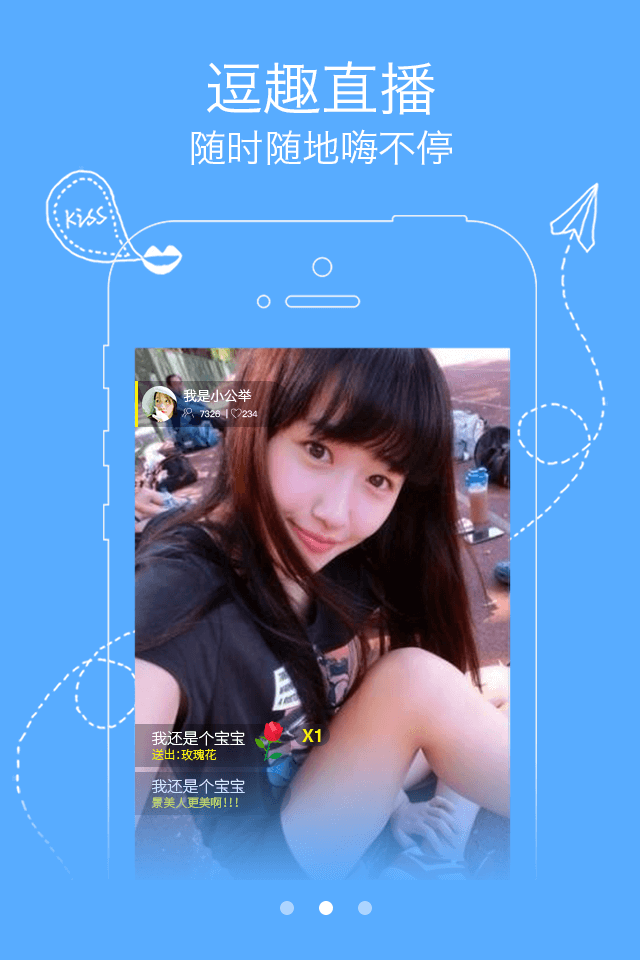 逗趣直播
随时随地嗨不停
kiss
我是小公举
7326 | 234
我还是个宝宝
送出:玫瑰花
X1
我还是个宝宝
景美人更美啊!!!